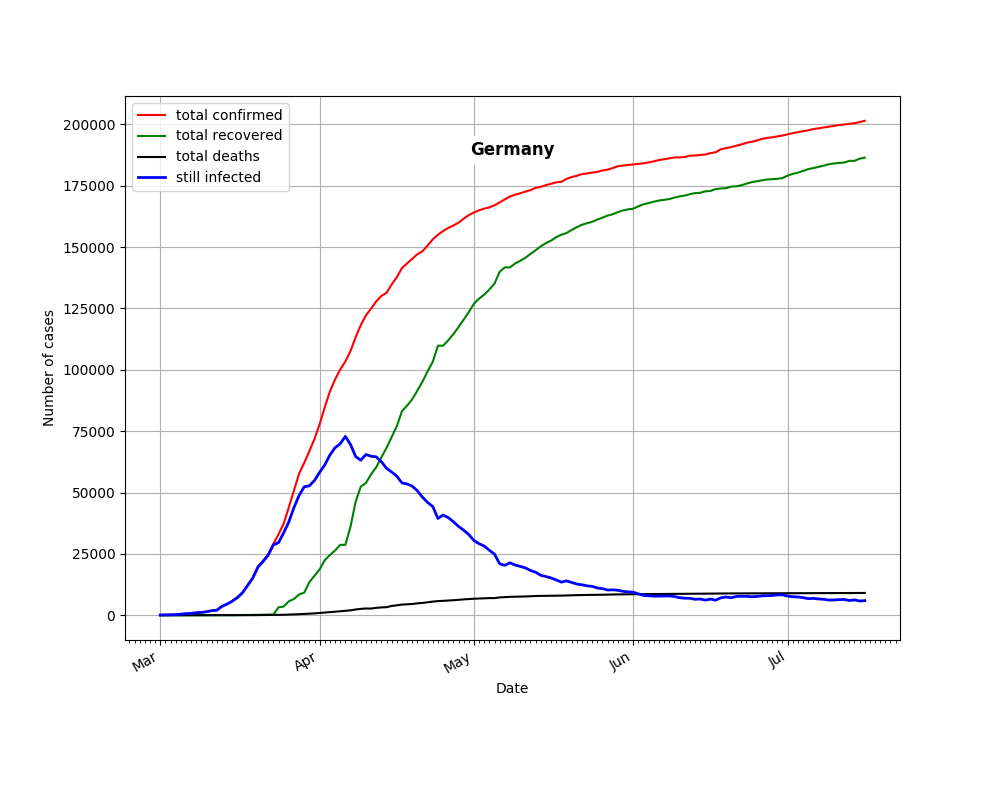 total confirmed
total recovered
total deaths
still infected
Germany
200000
175000
150000
125000
100000
75000
50000
25000
0
Number of cases
Mar
Apr
May
Jun
Jul
Date